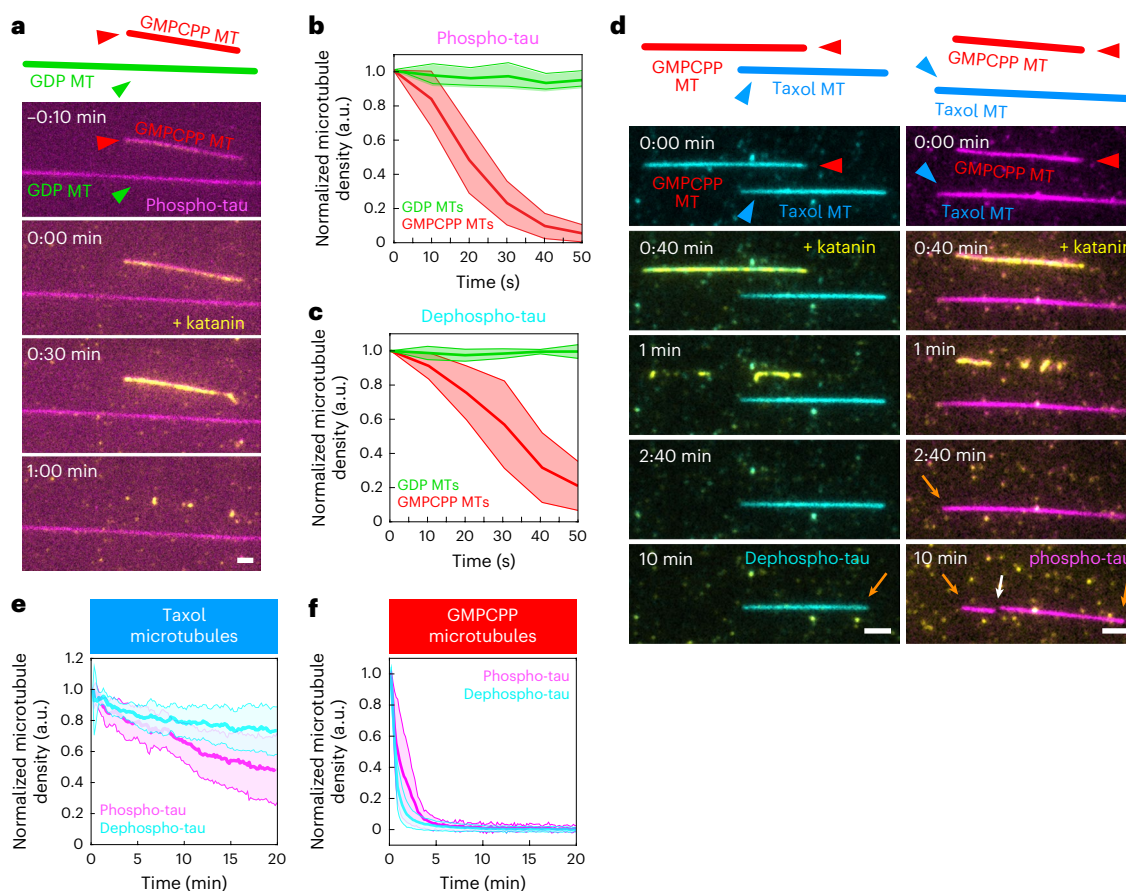 a
GMPCPP MT
GDP MT
–0:10 min
GMPCPP MT
GDP MT
Phospho-tau
0:00 min
+ katanin
0:30 min
1:00 min
b
Phospho-tau
Normalized microtubule
density (a.u.)
1.0
0.8
0.6
0.4
0.2
0
GDP MTs
GMPCPP MTs
0 10 20 30 40 50
Time (s)
c
Dephospho-tau
Normalized microtubule
density (a.u.)
1.0
0.8
0.6
0.4
0.2
0
GDP MTs
GMPCPP MTs
0 10 20 30 40 50
Time (s)
d
GMPCPP
MT
Taxol MT
0:00 min
GMPCPP
MT
Taxol MT
0:40 min
+ katanin
1 min
2:40 min
10 min
Dephospho-tau
GMPCPP MT
Taxol MT
0:00 min
GMPCPP MT
Taxol MT
0:40 min
+ katanin
1 min
2:40 min
10 min
phospho-tau
e
Taxol
microtubules
Normalized microtubule
density (a.u.)
1.2
1.0
0.8
0.6
0.4
0.2
0
Phospho-tau
Dephospho-tau
0 5 10 15 20
Time (min)
f
GMPCPP
microtubules
Normalized microtubule
density (a.u.)
1.0
0.8
0.6
0.4
0.2
0
Phospho-tau
Dephospho-tau
0 5 10 15 20
Time (min)